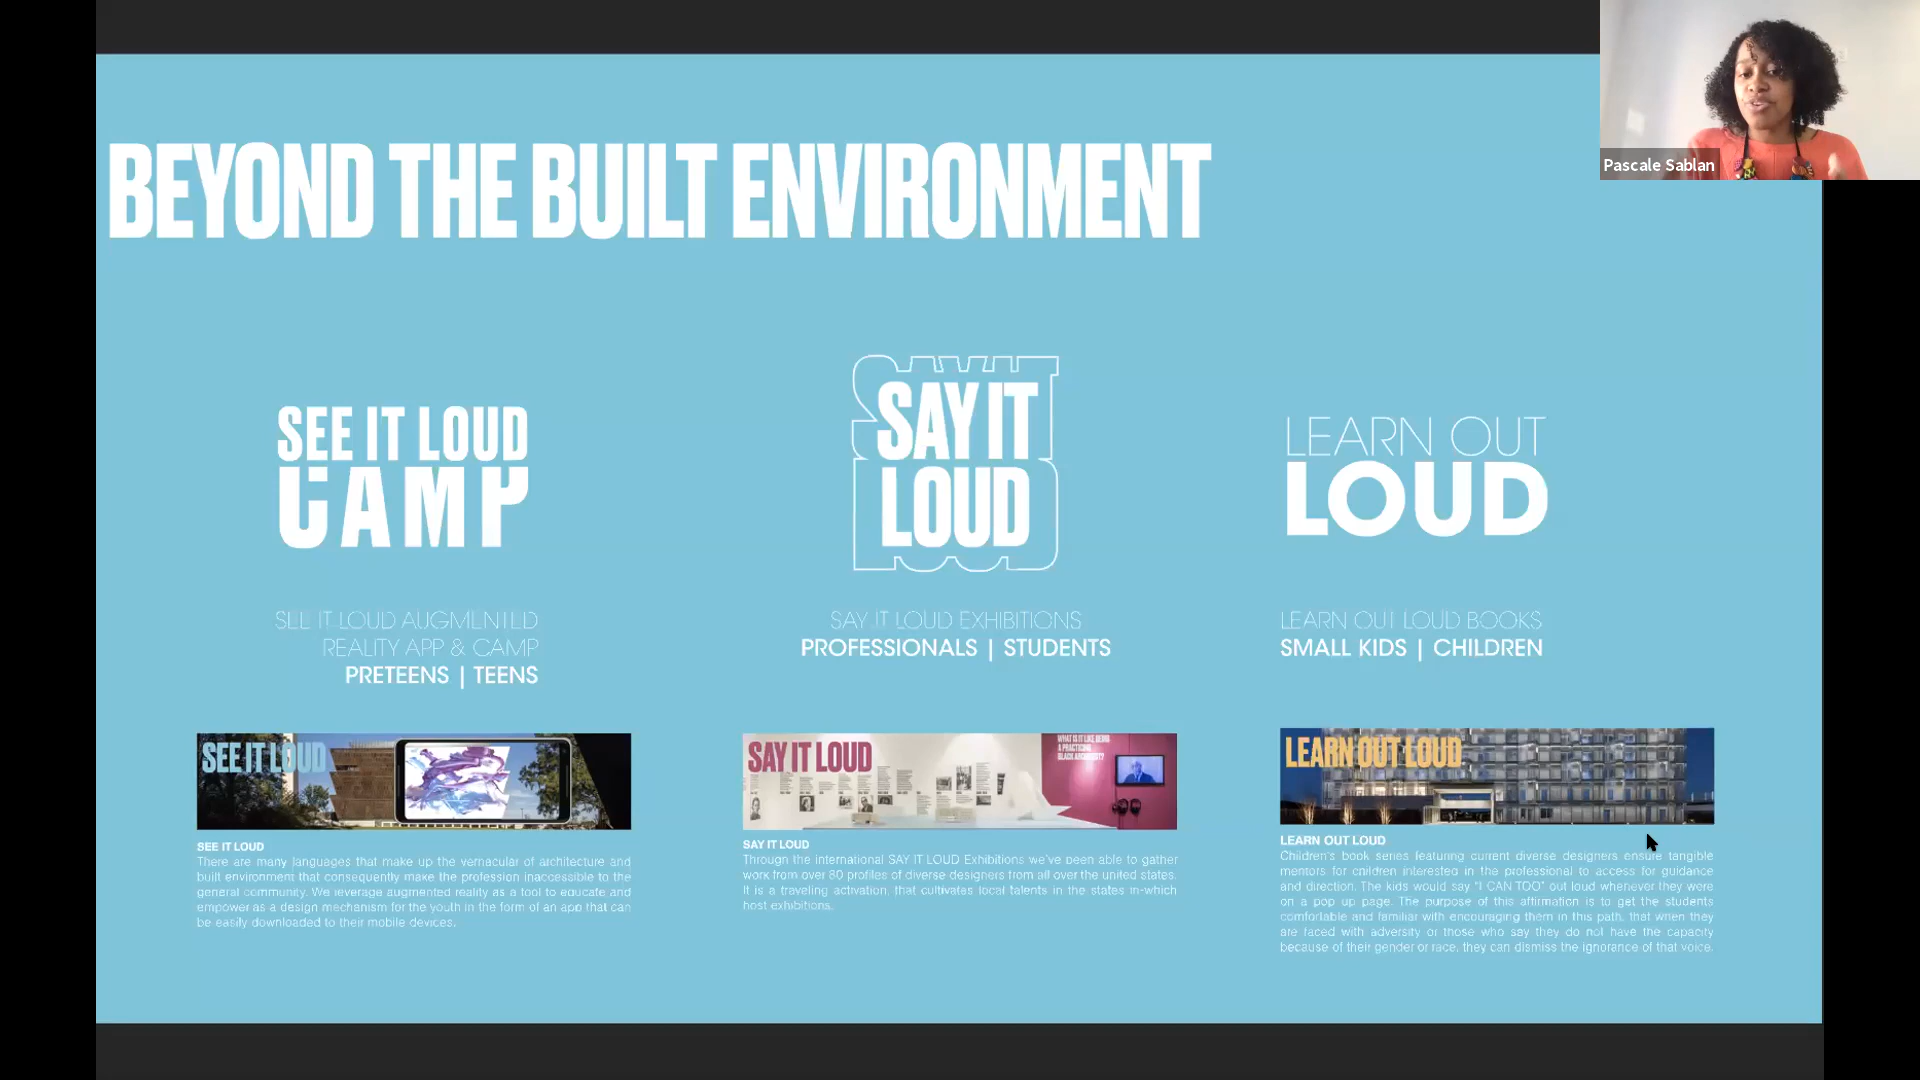 Pascale Sablan
BEYOND THE BUILT ENVIRONMENT
SEE IT LOUD
CAMP
SEE IT LOUD AUGMENTED
REALITY APP & CAMP
PRETEENS | TEENS
SAY IT
LOUD
SAY IT LOUD EXHIBITIONS
PROFESSIONALS | STUDENTS
LEARN OUT
LOUD
LEARN OUT LOUD BOOKS
SMALL KIDS | CHILDREN
SEE IT LOUD
SEE IT LOUD
There are many languages that make up the vernacular of architecture and
built environment that consequently make the profession inaccessible to the
general community. We leverage augmented reality as a tool to educate and
empower as a design mechanism for the youth in the form of an app that can
be easily downloaded to their mobile devices.
SAY IT LOUD
WHAT IS IT LIKE BEING
A PRACTICING
BLACK ARCHITECT?
SAY IT LOUD
Through the international SAY IT LOUD Exhibitions we've been able to gather
work from over 80 profiles of diverse designers from all over the united states.
It is a traveling activation, that cultivates local talents in the states in-which
host exhibitions.
LEARN OUT LOUD
LEARN OUT LOUD
Children's book series featuring current diverse designers ensure tangible
mentors for children interested in the professional to access for guidance
and direction. The kids would say "I CAN TOO" out loud whenever they were
on a pop up page. The purpose of this affirmation is to get the students
comfortable and familiar with encouraging them in this path, that when they
are faced with adversity or those who say they do not have the capacity
because of their gender or race, they can dismiss the ignorance of that voice.